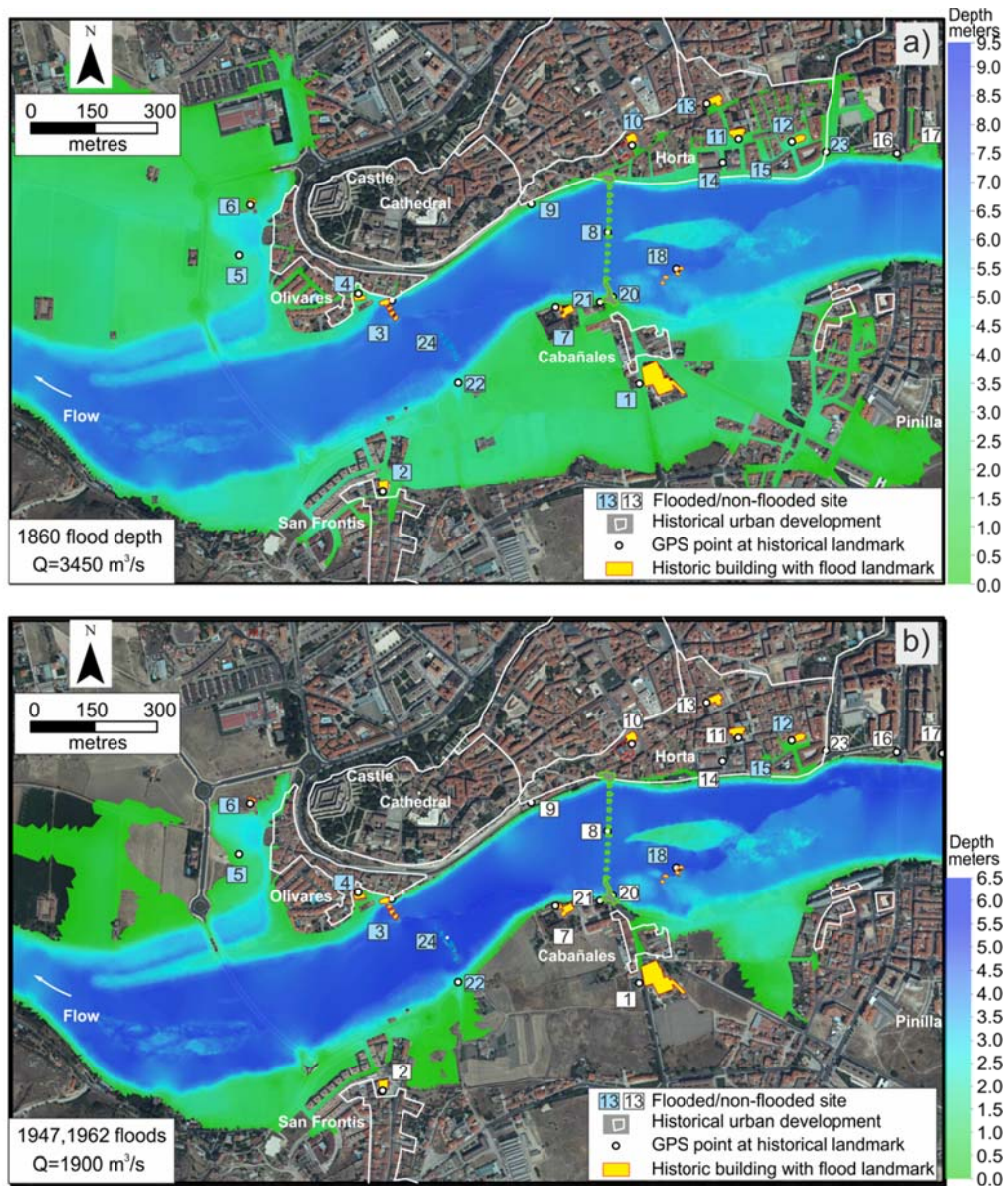 a)
N
0 150 300
metres
Castle
Cathedral
Horta
Olivares
Cabañales
Pinilla
San Frontis
Flow
13
10
11
12
23
16
17
14
15
9
8
6
5
4
3
18
20
21
7
24
22
1
2
1860 flood depth
Q=3450 m³/s
13 13 Flooded/non-flooded site
Historical urban development
GPS point at historical landmark
Historic building with flood landmark
Depth
meters
9.5
9.0
8.5
8.0
7.5
7.0
6.5
6.0
5.5
5.0
4.5
4.0
3.5
3.0
2.5
2.0
1.5
1.0
0.5
0.0
b)
N
0 150 300
metres
Castle
Cathedral
Horta
Olivares
Cabañales
Pinilla
San Frontis
Flow
13
10
11
12
23
16
17
14
15
9
8
6
5
4
3
18
20
21
7
24
22
1
2
1947,1962 floods
Q=1900 m³/s
13 13 Flooded/non-flooded site
Historical urban development
GPS point at historical landmark
Historic building with flood landmark
Depth
meters
6.5
6.0
5.5
5.0
4.5
4.0
3.5
3.0
2.5
2.0
1.5
1.0
0.5
0.0